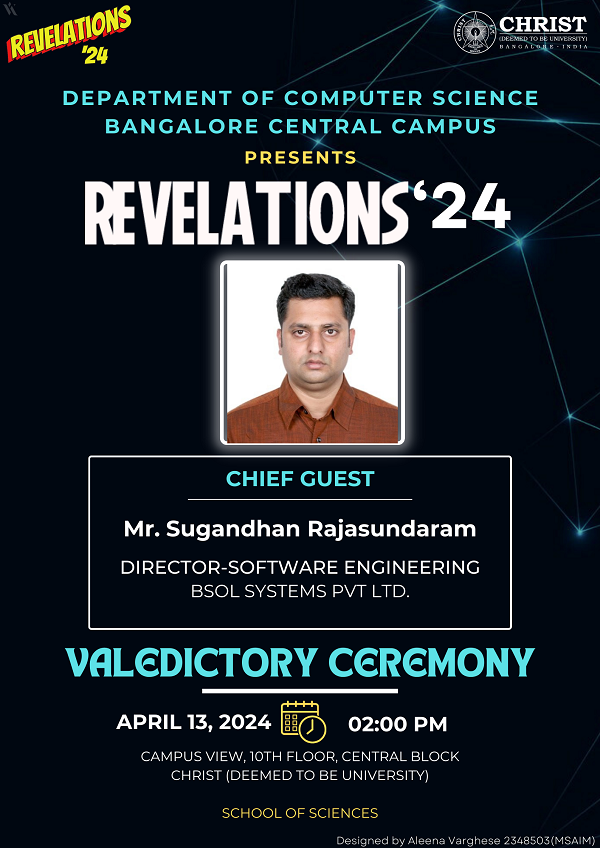 REVELATIONS
'24
CHRIST
(DEEMED TO BE UNIVERSITY)
BANGALORE · INDIA
DEPARTMENT OF COMPUTER SCIENCE
BANGALORE CENTRAL CAMPUS
PRESENTS
REVELATIONS‘24
CHIEF GUEST
Mr. Sugandhan Rajasundaram
DIRECTOR-SOFTWARE ENGINEERING
BSOL SYSTEMS PVT LTD.
VALEDICTORY CEREMONY
APRIL 13, 2024 02:00 PM
CAMPUS VIEW, 10TH FLOOR, CENTRAL BLOCK
CHRIST (DEEMED TO BE UNIVERSITY)
SCHOOL OF SCIENCES
Designed by Aleena Varghese 2348503(MSAIM)